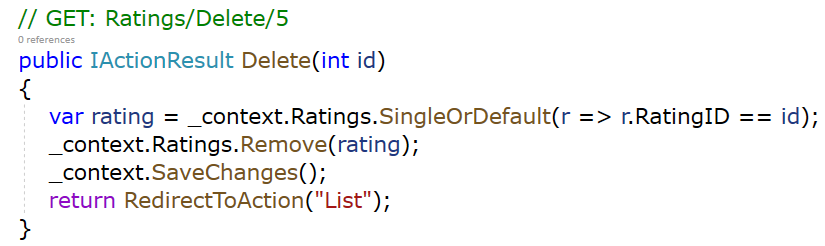 // GET: Ratings/Delete/5
0 references
public IActionResult Delete(int id)
{
    var rating = _context.Ratings.SingleOrDefault(r => r.RatingID == id);
    _context.Ratings.Remove(rating);
    _context.SaveChanges();
    return RedirectToAction("List");
}